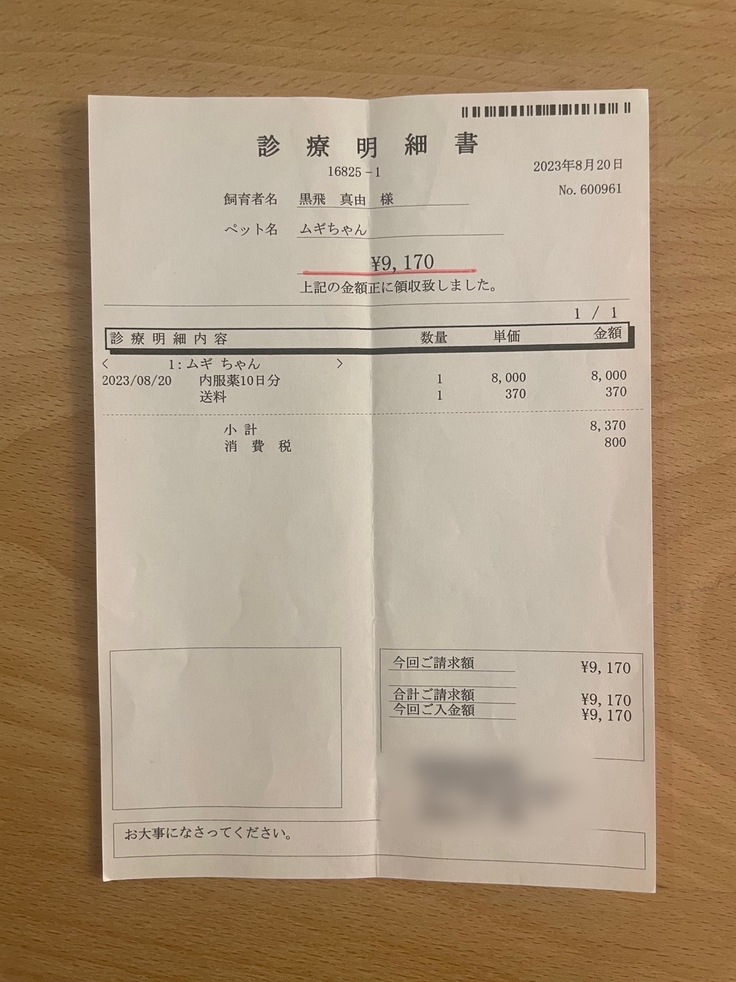 診療明細書
16825-1
2023年8月20日
No.600961
飼育者名 黒飛 真由 様
ペット名 ムギちゃん
¥9,170
上記の金額正に領収致しました。
1 / 1
診療明細内容 数量 単価 金額
< 1:ムギ ちゃん >
2023/08/20 内服薬10日分 1 8,000 8,000
送料 1 370 370
小計 8,370
消費税 800
今回ご請求額 ¥9,170
合計ご請求額 ¥9,170
今回ご入金額 ¥9,170
お大事になさってください。